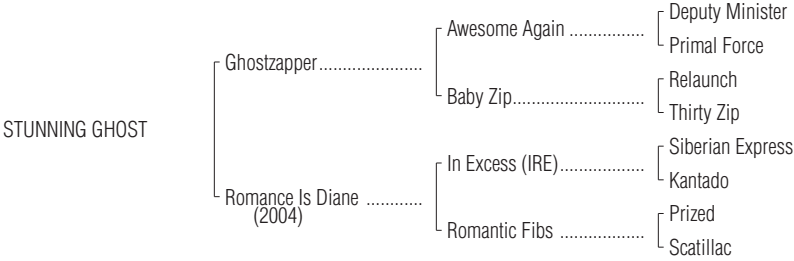 Deputy Minister
Awesome Again ................
Primal Force
Ghostzapper......................
Relaunch
Baby Zip............................
Thirty Zip
STUNNING GHOST
Siberian Express
In Excess (IRE)..................
Kantado
Romance Is Diane ............
(2004)
Prized
Romantic Fibs ..................
Scatillac